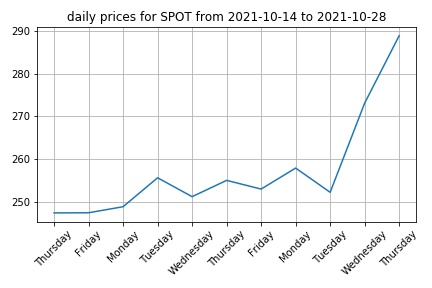 daily prices for SPOT from 2021-10-14 to 2021-10-28
290
280
270
260
250
Thursday
Friday
Monday
Tuesday
Wednesday
Thursday
Friday
Monday
Tuesday
Wednesday
Thursday